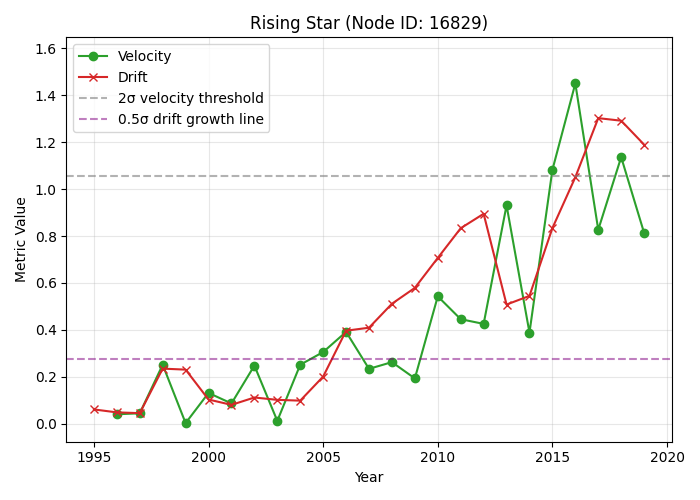 Rising Star (Node ID: 16829)
Velocity
Drift
2σ velocity threshold
0.5σ drift growth line
Metric Value
1.6
1.4
1.2
1.0
0.8
0.6
0.4
0.2
0.0
1995
2000
2005
2010
2015
2020
Year